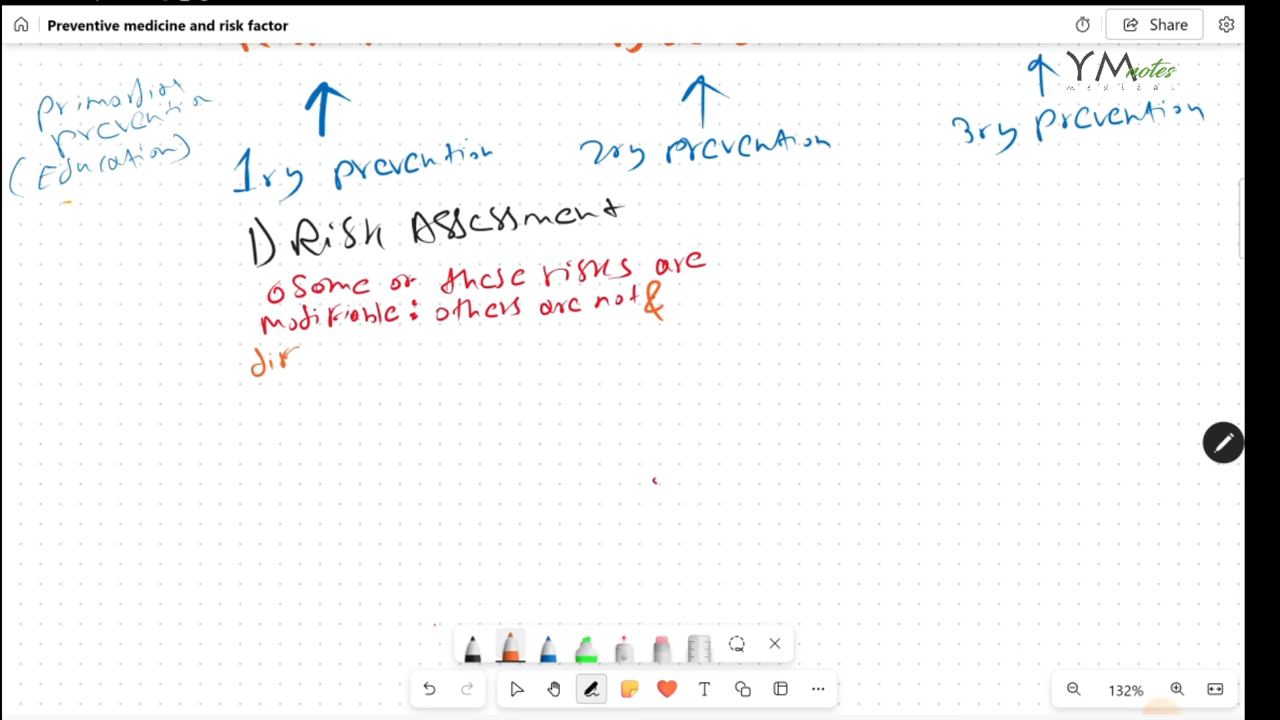 Preventive medicine and risk factor
Share
YM notes
Primordial
prevention
(Education)
1ry prevention
2ry prevention
3ry prevention
1) Risk Assessment
Some of these risks are
modifiable: others are not &
dif
132%